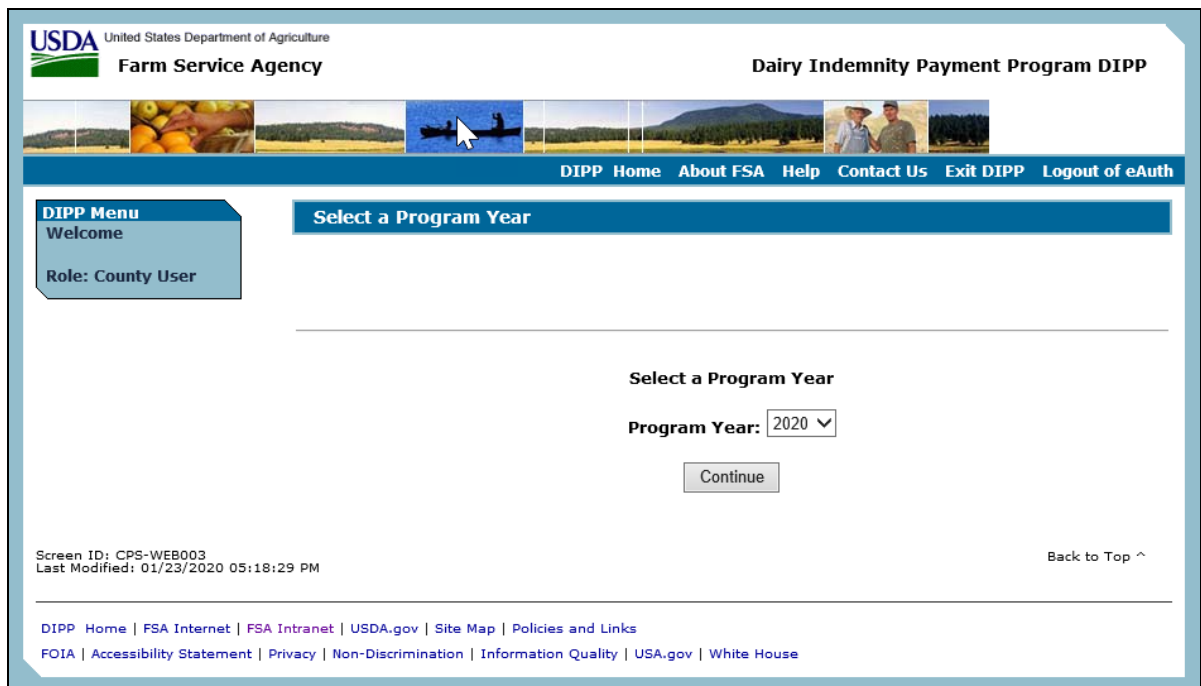 USDA United States Department of Agriculture
Farm Service Agency
Dairy Indemnity Payment Program DIPP
DIPP Home About FSA Help Contact Us Exit DIPP Logout of eAuth
DIPP Menu
Welcome
Role: County User
Select a Program Year
Select a Program Year
Program Year: 2020
Continue
Screen ID: CPS-WEB003
Last Modified: 01/23/2020 05:18:29 PM
Back to Top ^
DIPP Home | FSA Internet | FSA Intranet | USDA.gov | Site Map | Policies and Links
FOIA | Accessibility Statement | Privacy | Non-Discrimination | Information Quality | USA.gov | White House